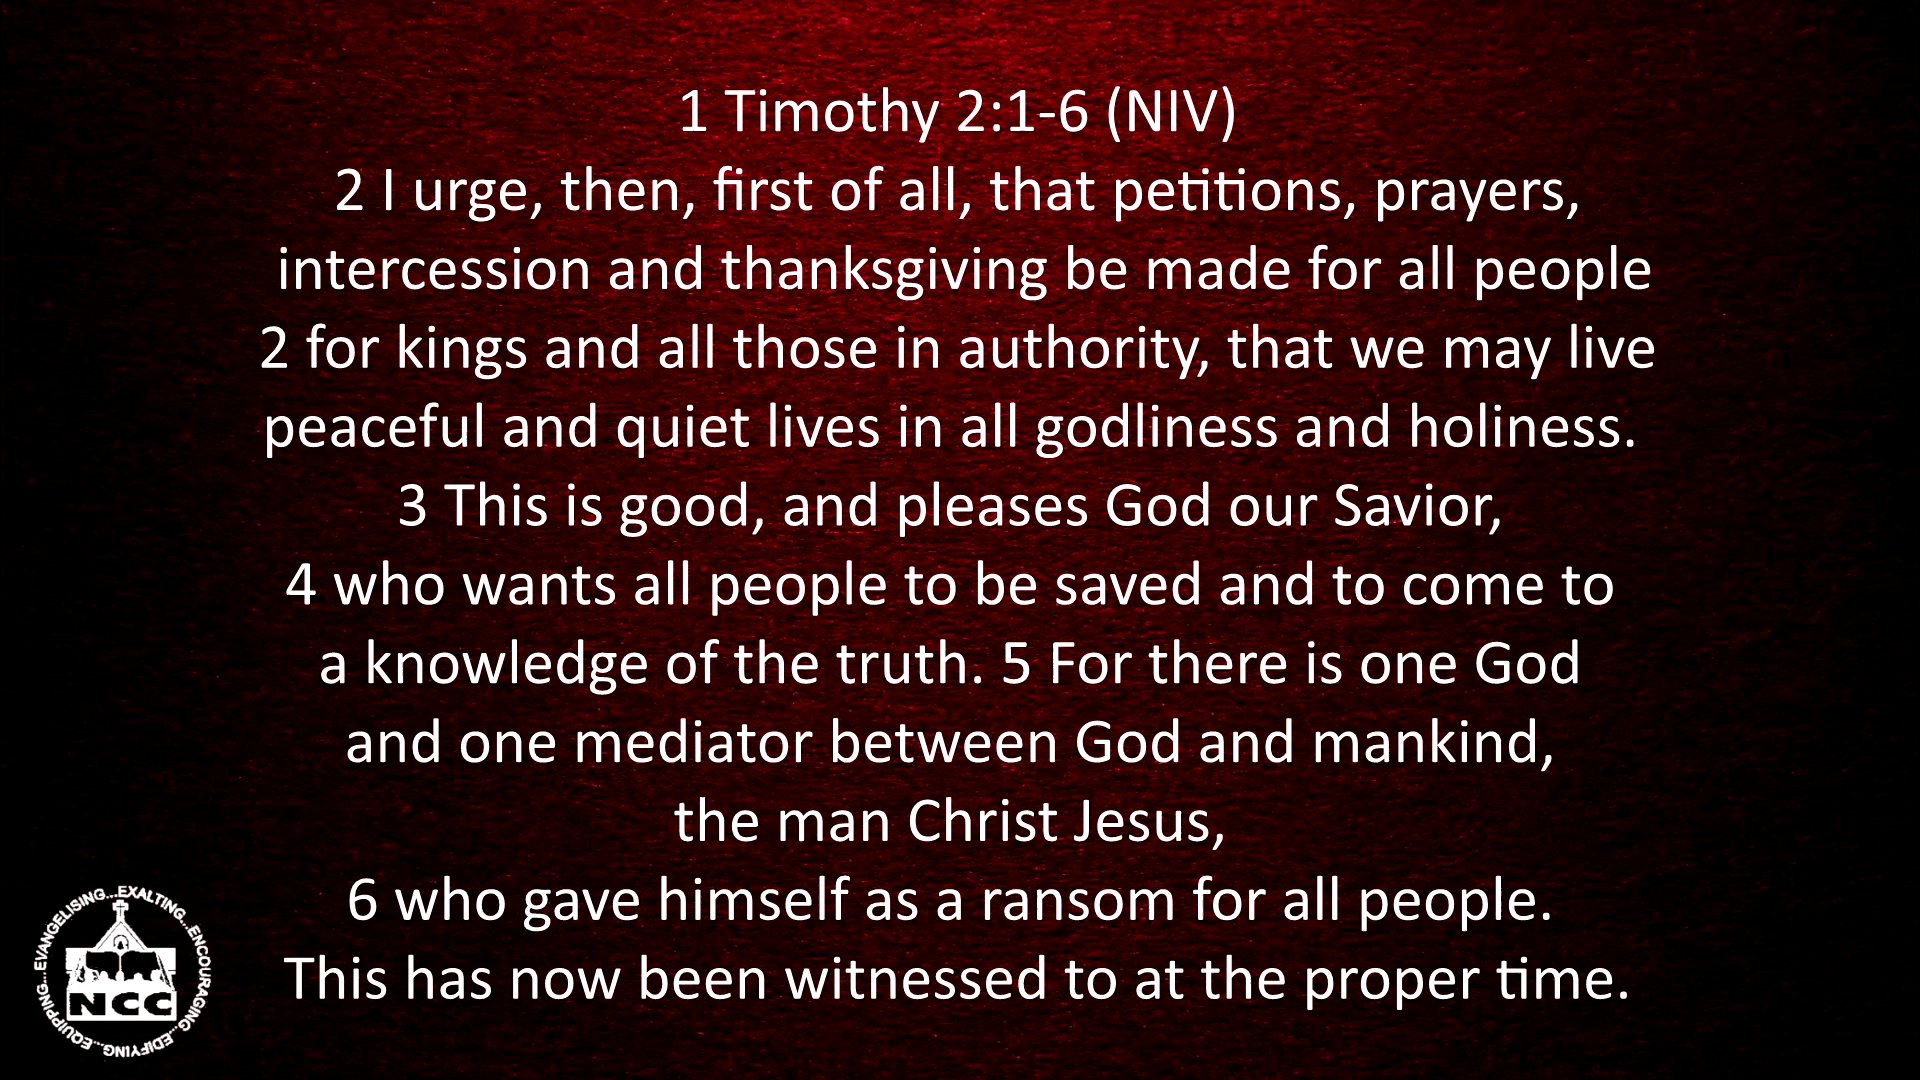 1 Timothy 2:1-6 (NIV)
2 I urge, then, first of all, that petitions, prayers,
intercession and thanksgiving be made for all people
2 for kings and all those in authority, that we may live
peaceful and quiet lives in all godliness and holiness.
3 This is good, and pleases God our Savior,
4 who wants all people to be saved and to come to
a knowledge of the truth. 5 For there is one God
and one mediator between God and mankind,
the man Christ Jesus,
6 who gave himself as a ransom for all people.
This has now been witnessed to at the proper time.
EVANGELISING...EXALTING...ENCOURAGING...EDIFYING...EQUIPPING...
NCC